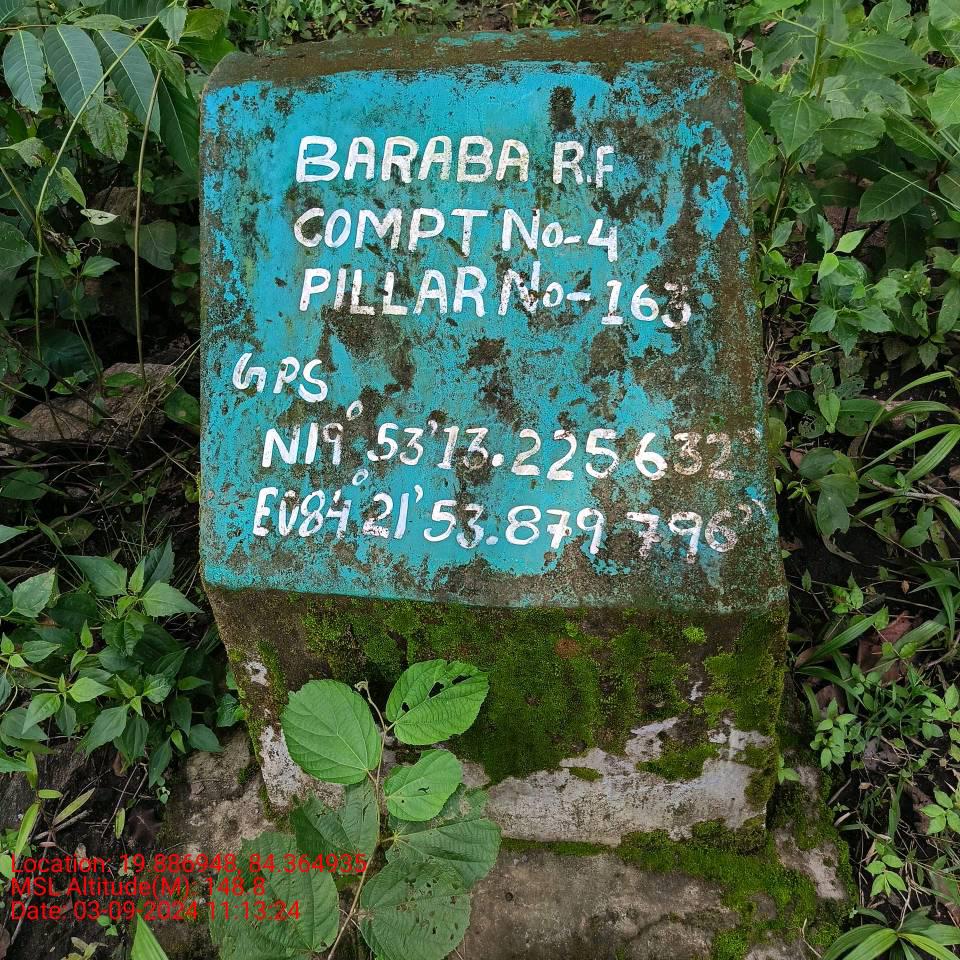 BARABA R.F
COMPT No-4
PILLAR No-163
GPS
N19° 53' 13.225632"
E084° 21' 53.879796"
Location: 19.886948, 84.364935
MSL Altitude(M): 148.8
Date: 03-09-2024 11:13:24